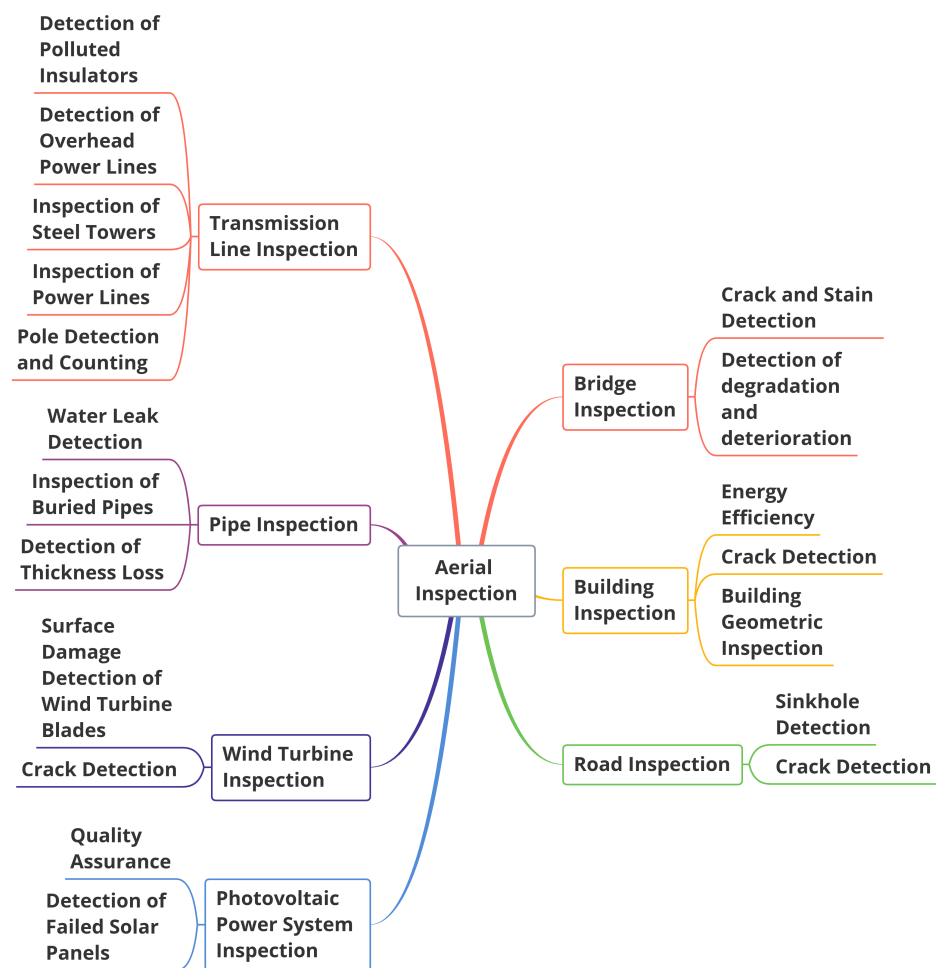 Detection of
Polluted
Insulators
Detection of
Overhead
Power Lines
Inspection of
Steel Towers
Inspection of
Power Lines
Pole Detection
and Counting
Transmission
Line Inspection
Water Leak
Detection
Inspection of
Buried Pipes
Detection of
Thickness Loss
Pipe Inspection
Surface
Damage
Detection of
Wind Turbine
Blades
Crack Detection
Wind Turbine
Inspection
Quality
Assurance
Detection of
Failed Solar
Panels
Photovoltaic
Power System
Inspection
Aerial
Inspection
Bridge
Inspection
Crack and Stain
Detection
Detection of
degradation
and
deterioration
Building
Inspection
Energy
Efficiency
Crack Detection
Building
Geometric
Inspection
Road Inspection
Sinkhole
Detection
Crack Detection